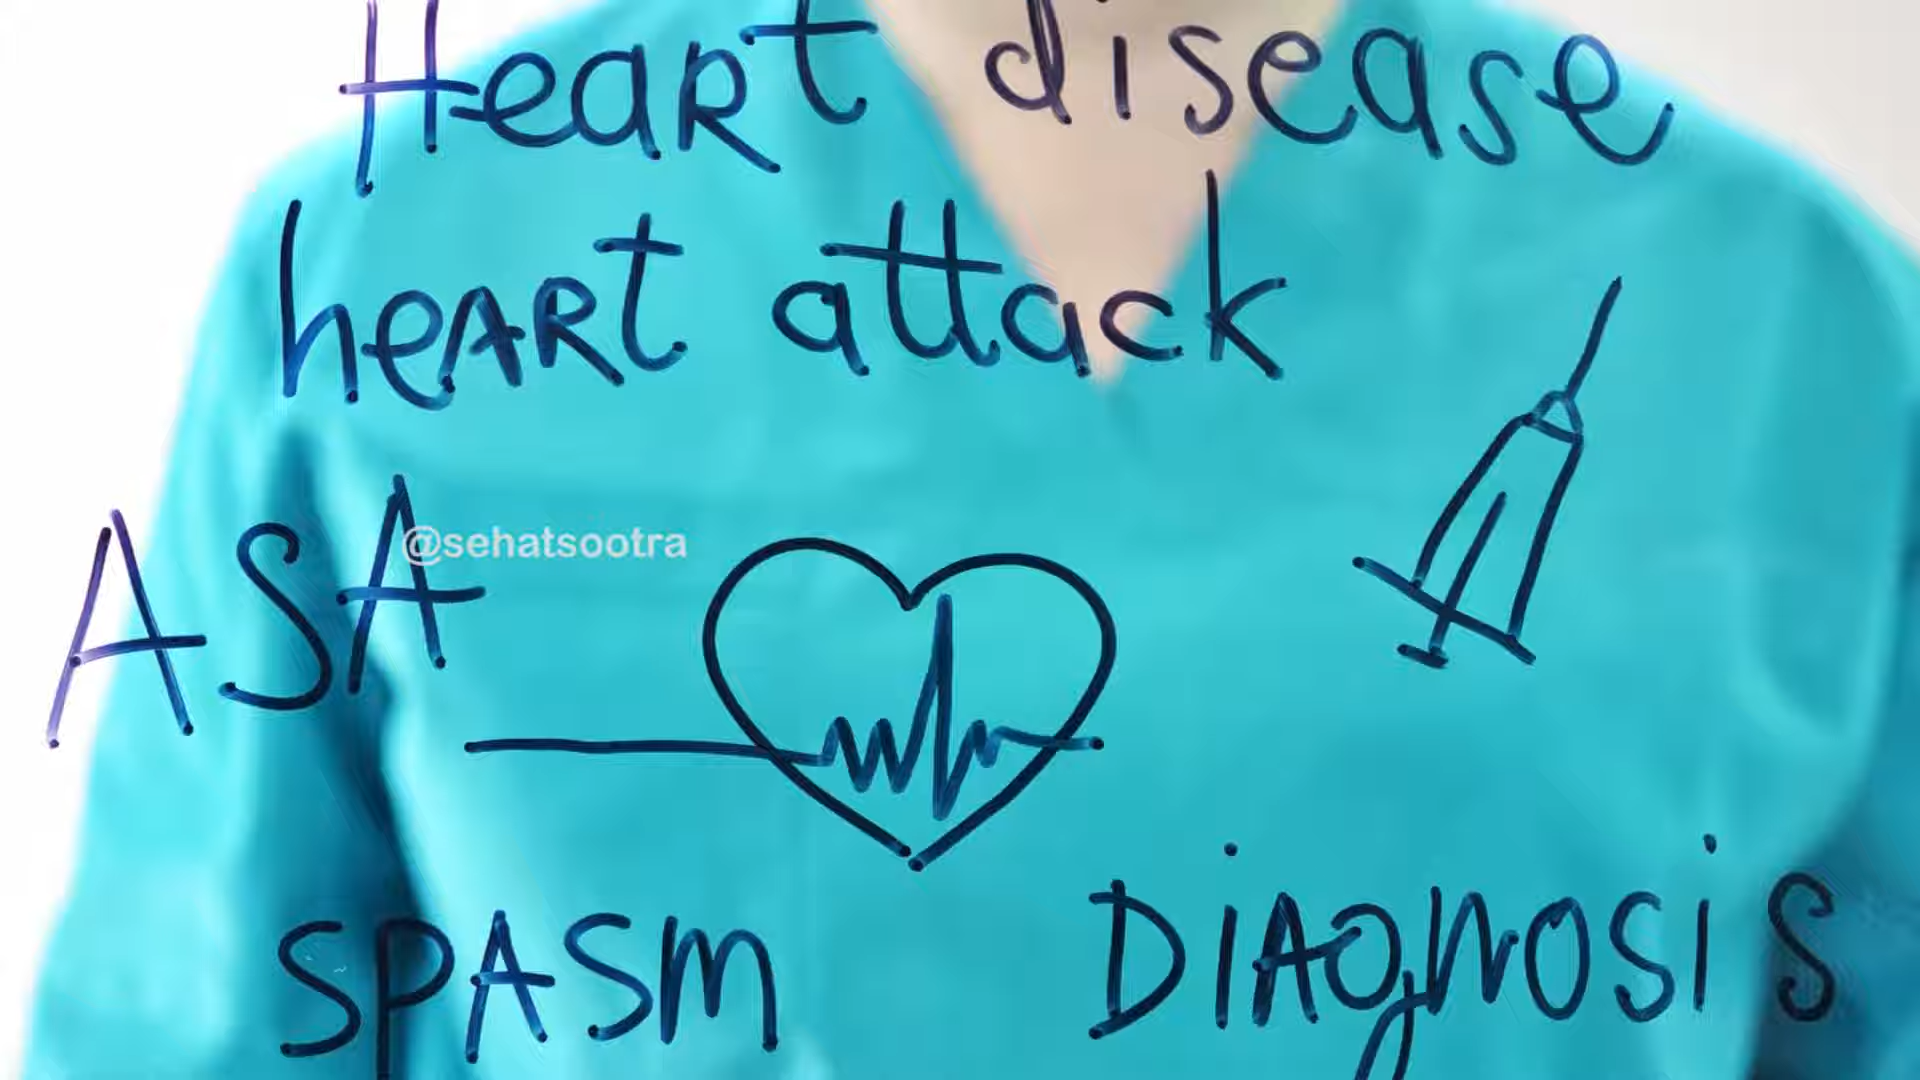 Heart disease
heart attack
ASA
@sehatsootra
SPASM
DiAgNOSiS